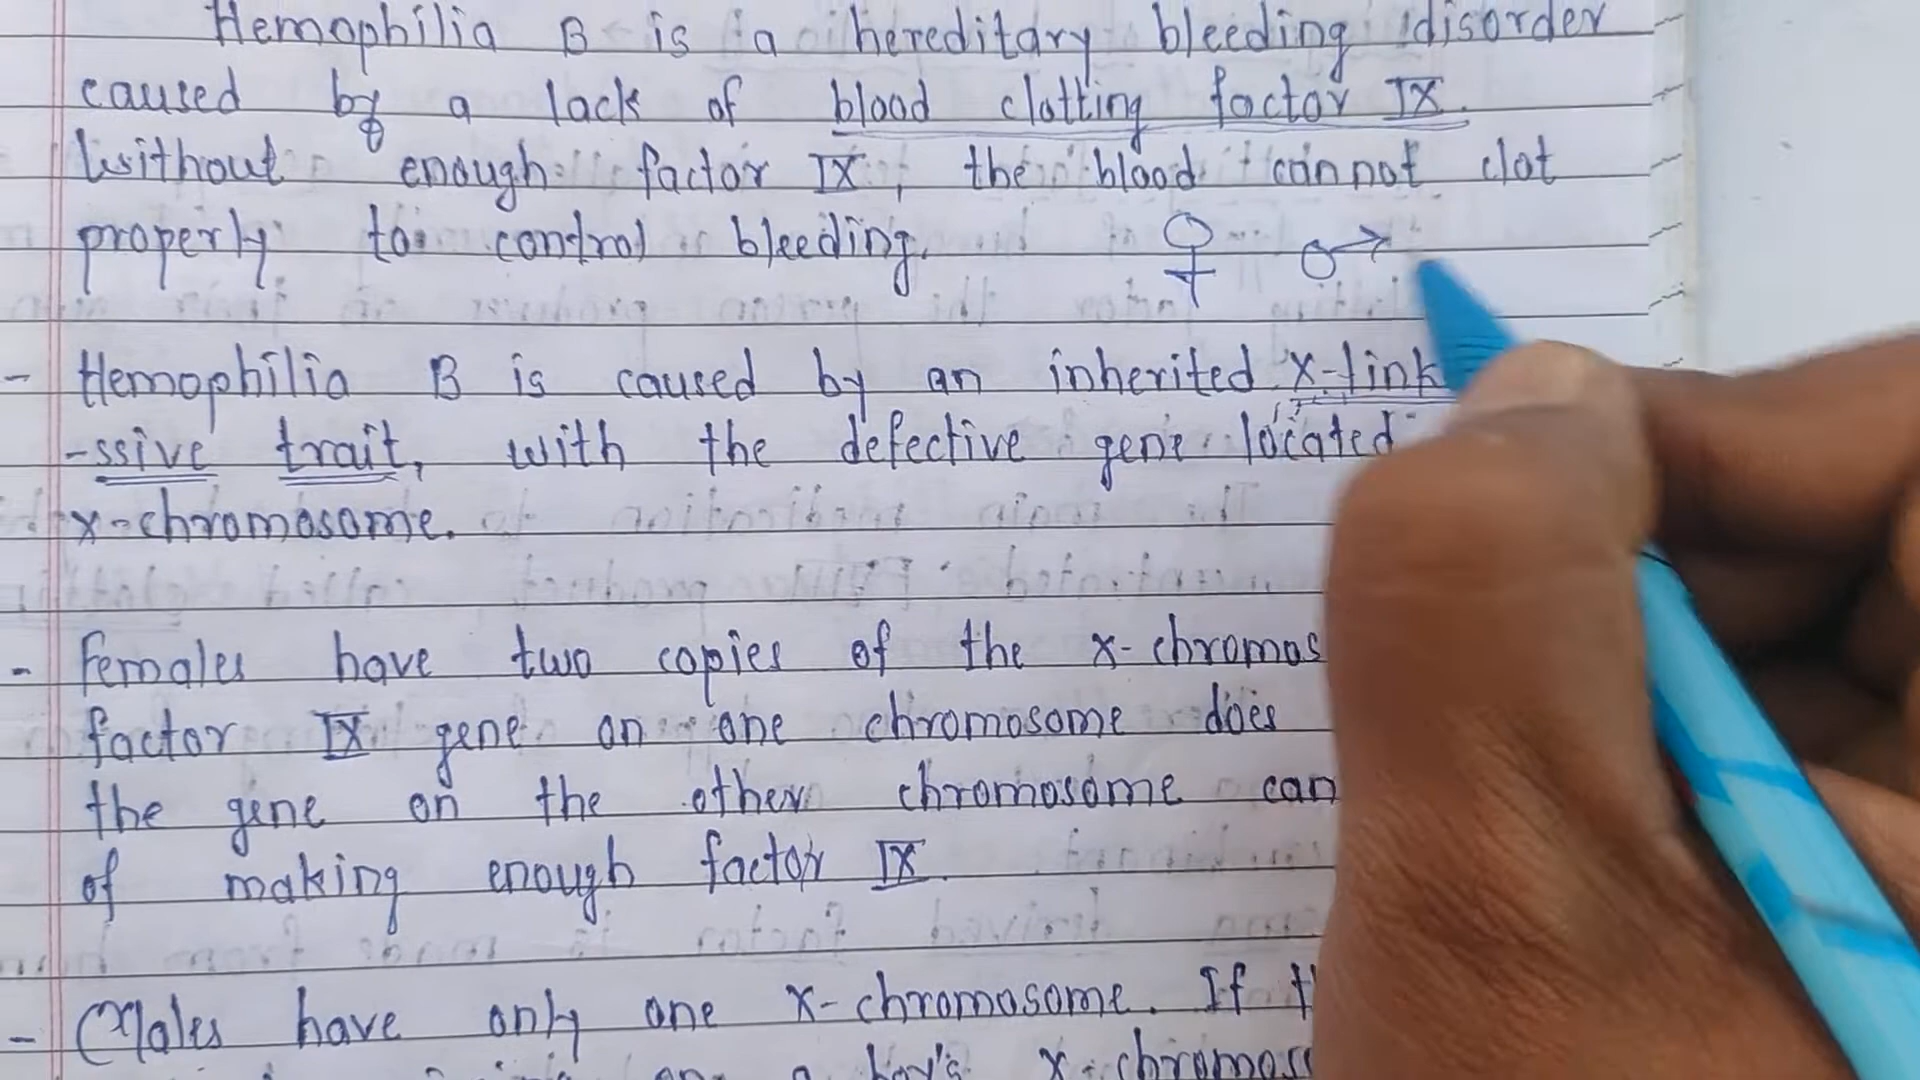 Hemophilia B is a hereditary bleeding disorder
caused by a lack of blood clotting factor IX.
Without enough factor IX, the blood cannot clot
properly to control bleeding. ♀ ♂
- Hemophilia B is caused by an inherited x-link
-ssive trait, with the defective gene located
x-chromosome.
- Females have two copies of the x-chromos
factor IX gene on one chromosome does
the gene on the other chromosome can
of making enough factor IX.
- Males have only one x-chromosome. If
on a boy's x-chromos